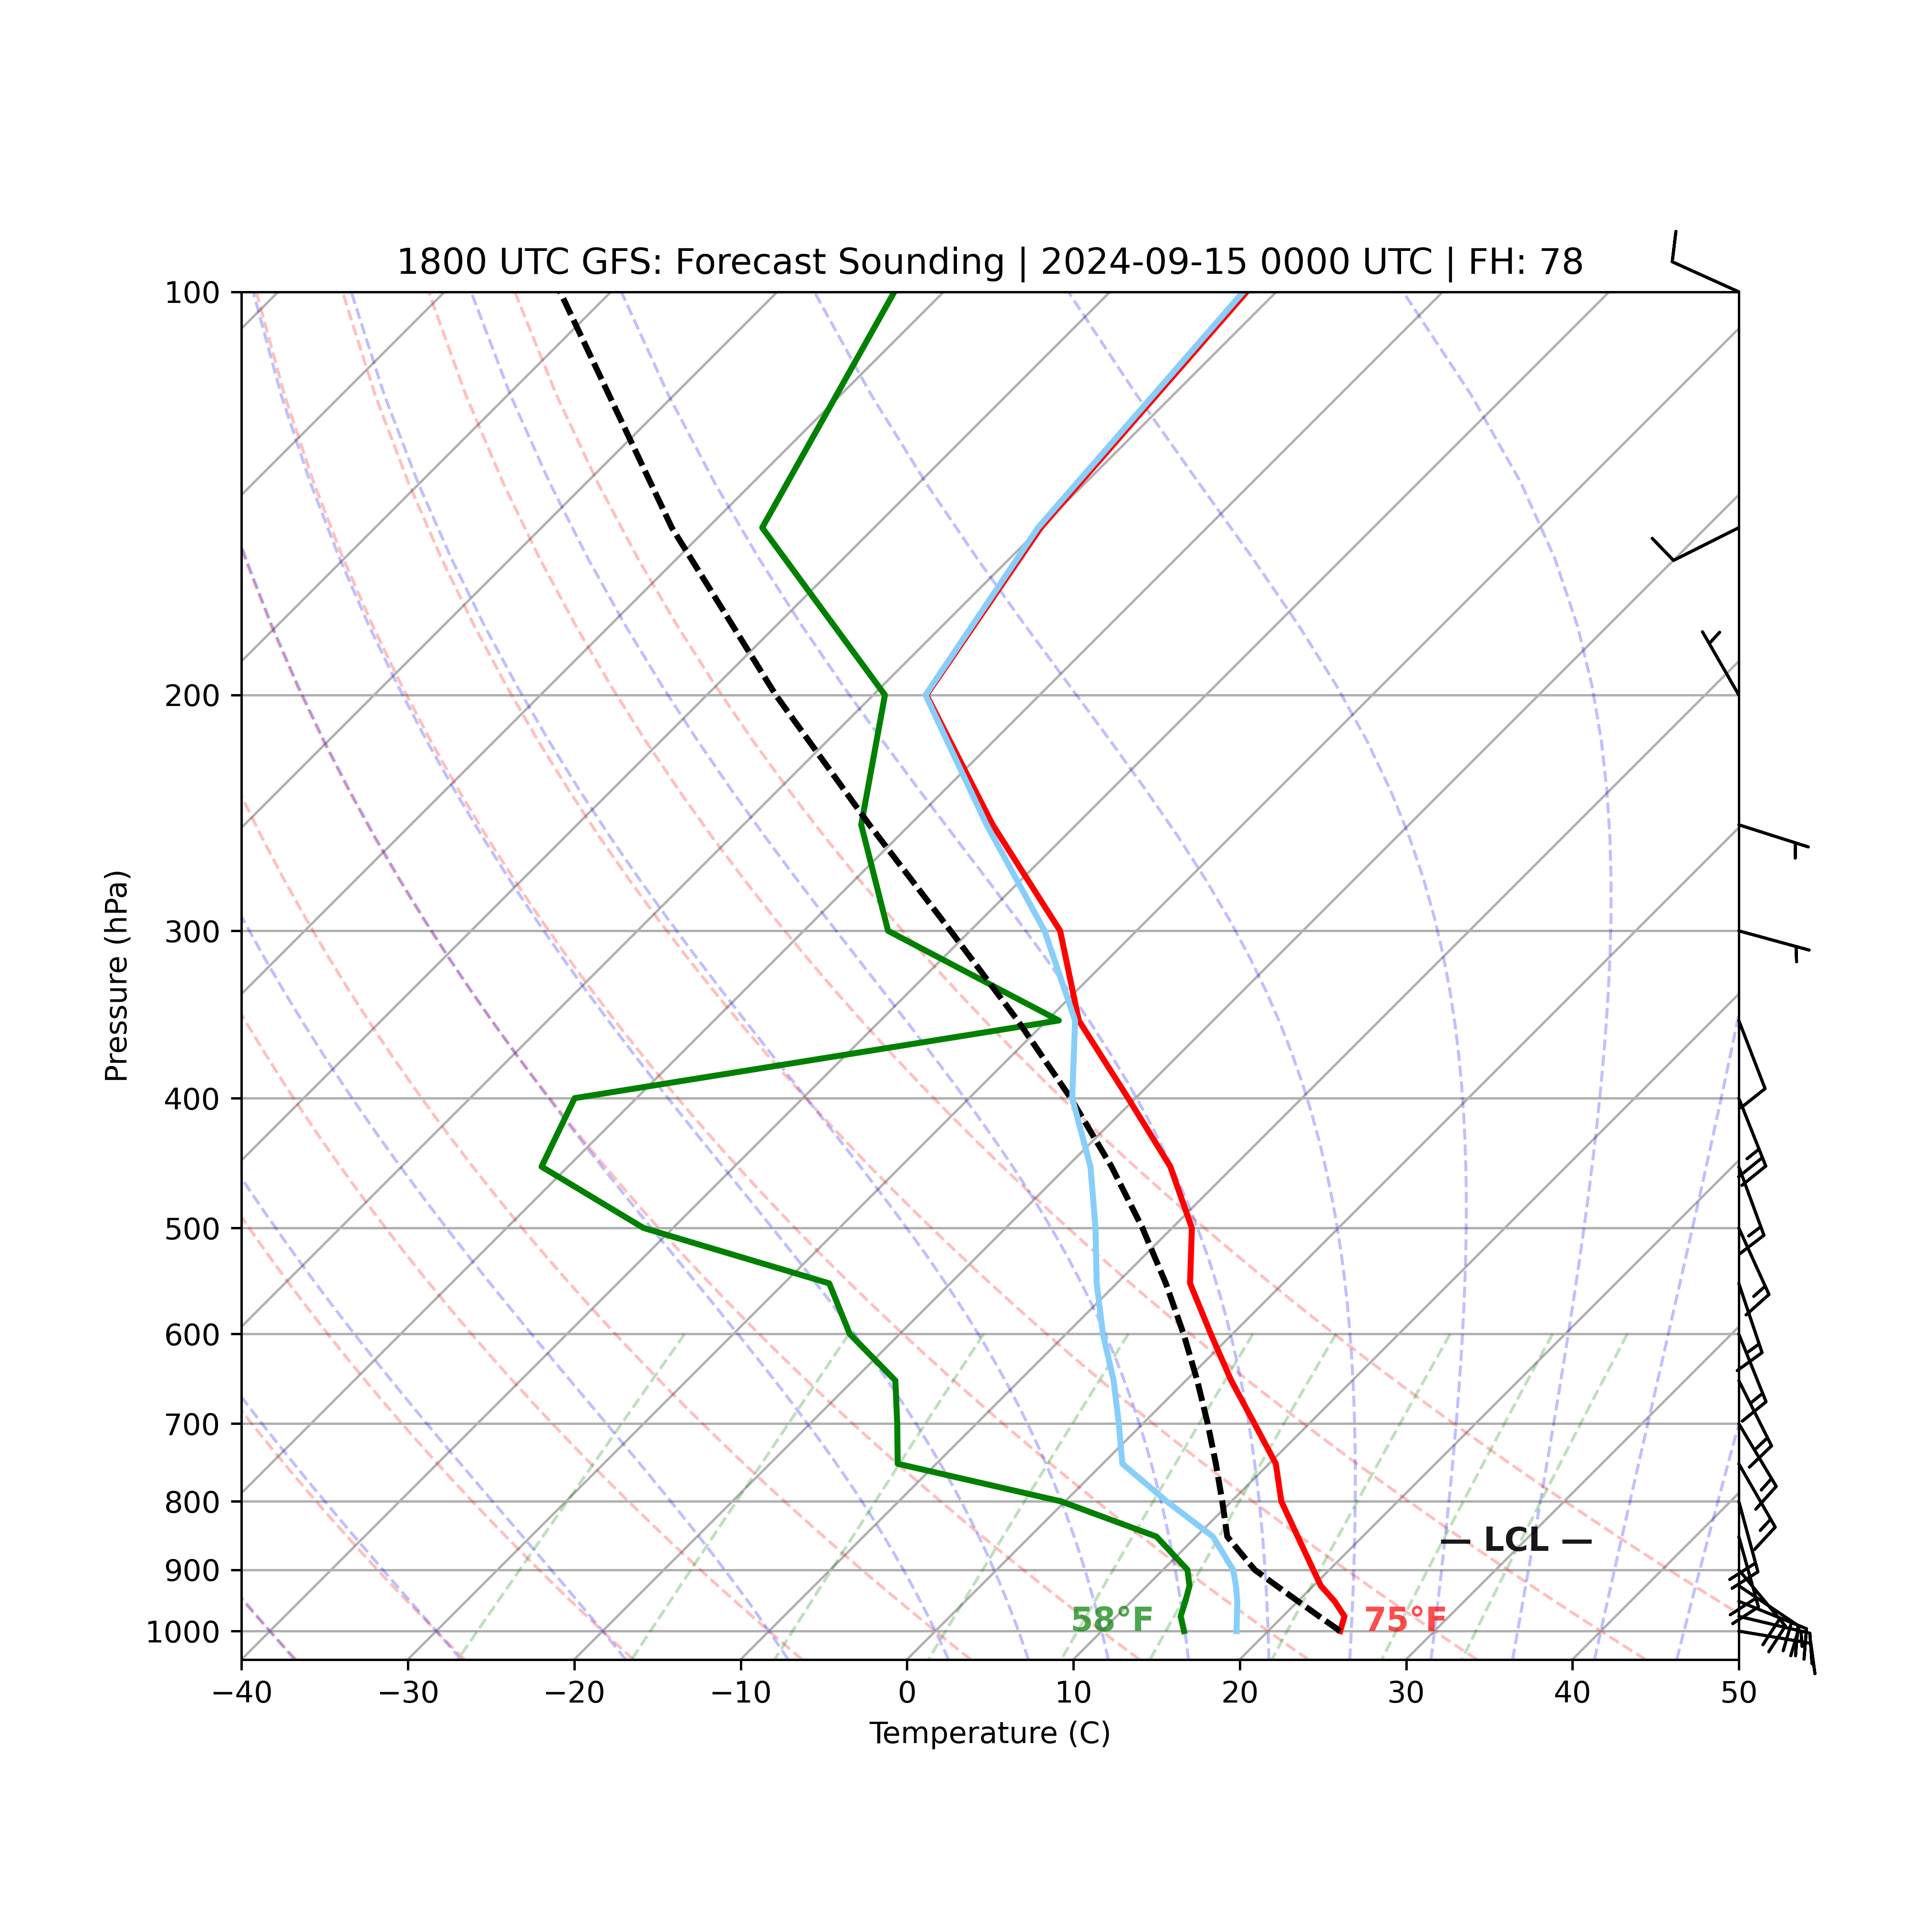 1800 UTC GFS: Forecast Sounding | 2024-09-15 0000 UTC | FH: 78
100
200
300
400
500
600
700
800
900
1000
Pressure (hPa)
— LCL —
58°F
75°F
−40 −30 −20 −10 0 10 20 30 40 50
Temperature (C)